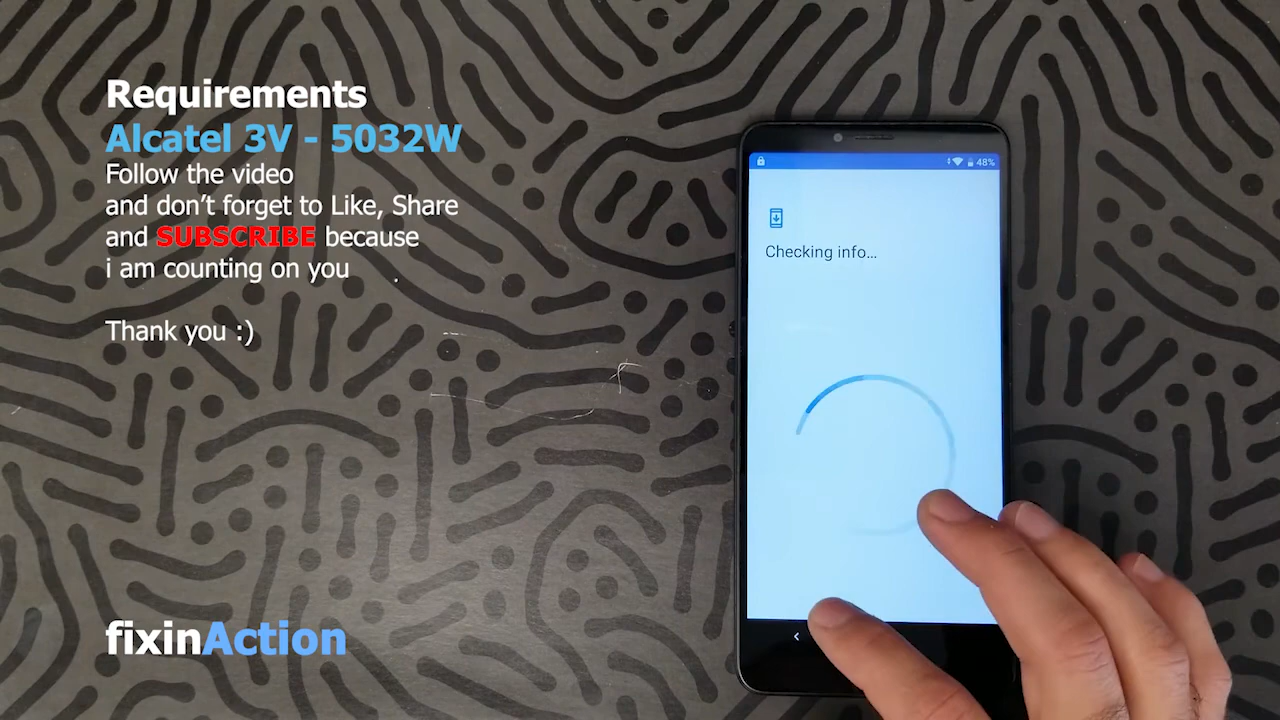 Requirements
Alcatel 3V - 5032W
Follow the video
and don't forget to Like, Share
and SUBSCRIBE because
i am counting on you
Thank you :)
fixinAction
48%
Checking info...